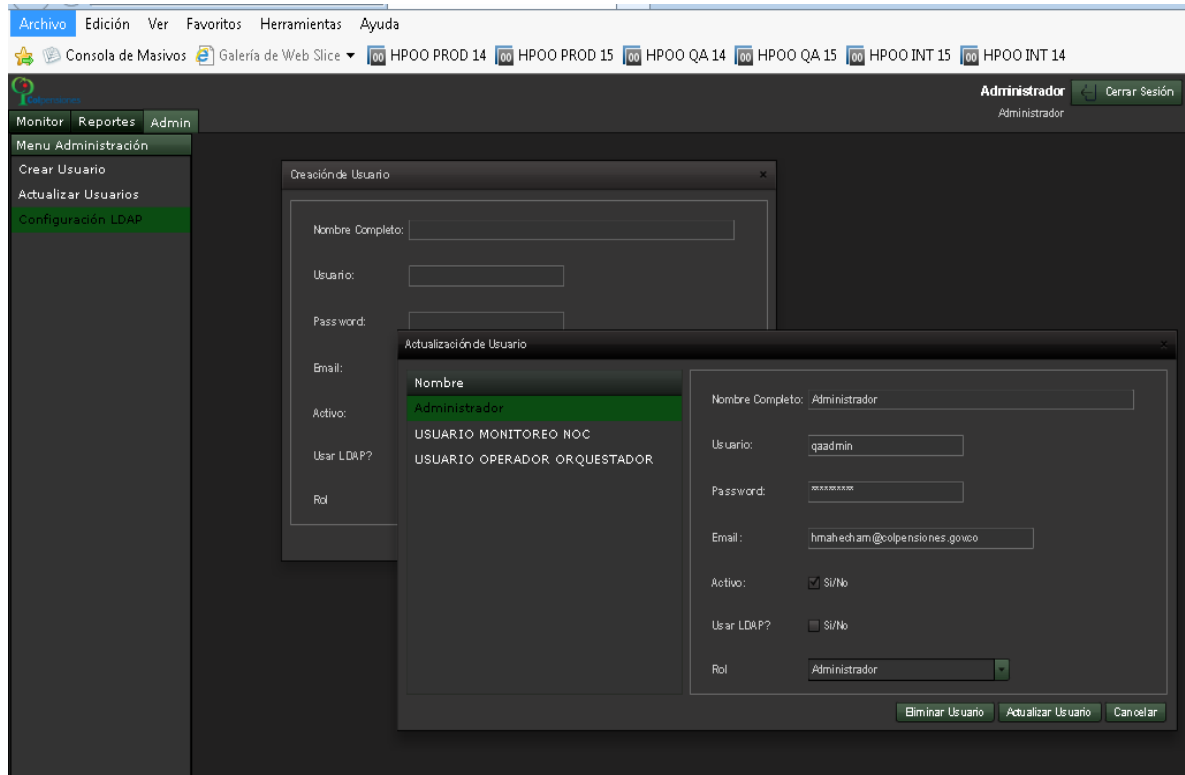 Archivo Edición Ver Favoritos Herramientas Ayuda
Consola de Masivos Galería de Web Slice HPOO PROD 14 HPOO PROD 15 HPOO QA 14 HPOO QA 15 HPOO INT 15 HPOO INT 14
Colpensiones
Administrador Cerrar Sesión
Administrador
Monitor Reportes Admin
Menu Administración
Crear Usuario
Actualizar Usuarios
Configuración LDAP
Creación de Usuario x
Nombre Completo:
Usuario:
Password:
Email:
Activo:
Usar LDAP?
Rol
Actualización de Usuario x
Nombre
Administrador
USUARIO MONITOREO NOC
USUARIO OPERADOR ORQUESTADOR
Nombre Completo: Administrador
Usuario: qaadmin
Password: **********
Email: hmahecham@colpensiones.gov.co
Activo: Si/No
Usar LDAP? Si/No
Rol Administrador
Eliminar Usuario Actualizar Usuario Cancelar